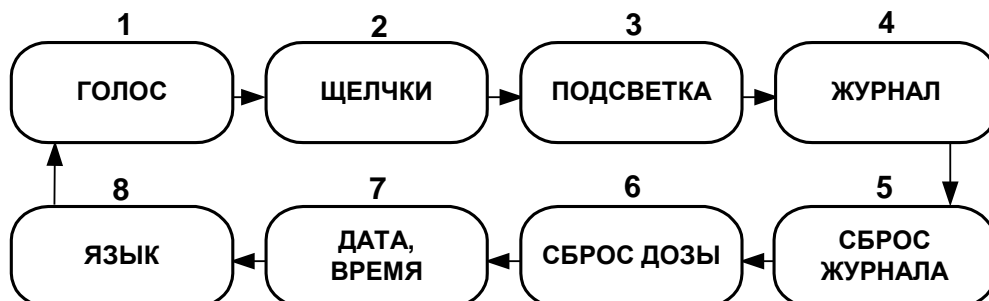 1
ГОЛОС
2
ЩЕЛЧКИ
3
ПОДСВЕТКА
4
ЖУРНАЛ
5
СБРОС
ЖУРНАЛА
6
СБРОС ДОЗЫ
7
ДАТА,
ВРЕМЯ
8
ЯЗЫК